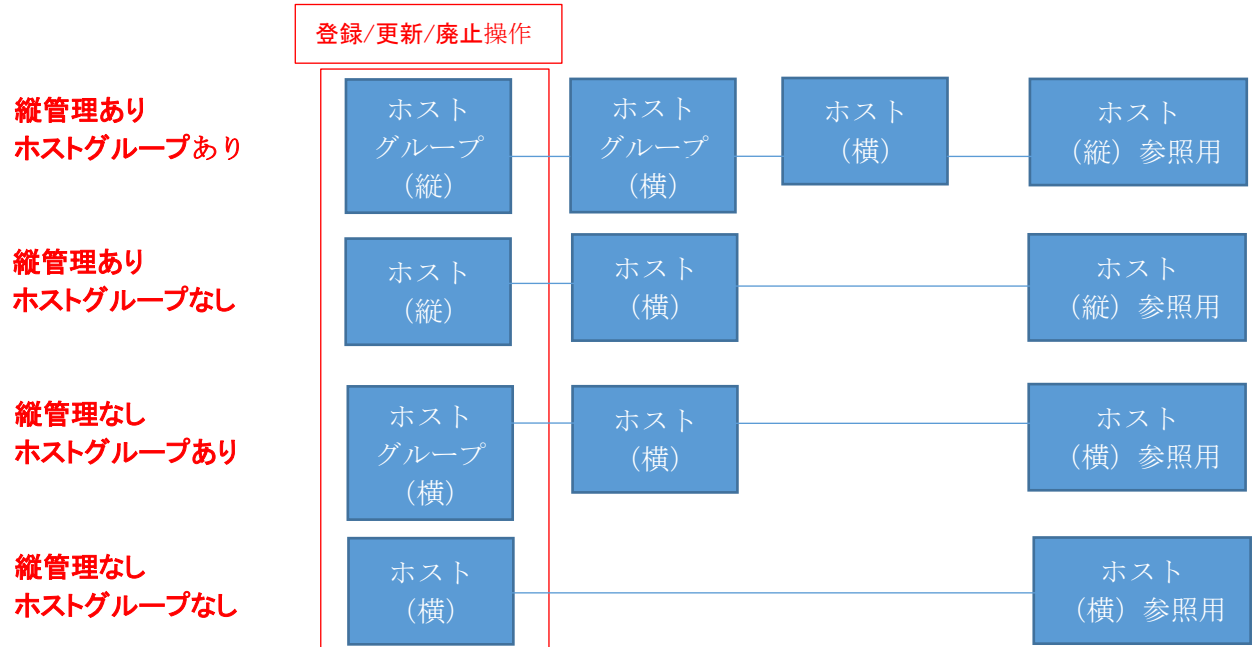 登録/更新/廃止操作
縦管理あり
ホストグループあり
ホスト
グループ
（縦）
ホスト
グループ
（横）
ホスト
（横）
ホスト
（縦）参照用
縦管理あり
ホストグループなし
ホスト
（縦）
ホスト
（横）
ホスト
（縦）参照用
縦管理なし
ホストグループあり
ホスト
グループ
（横）
ホスト
（横）
ホスト
（横）参照用
縦管理なし
ホストグループなし
ホスト
（横）
ホスト
（横）参照用